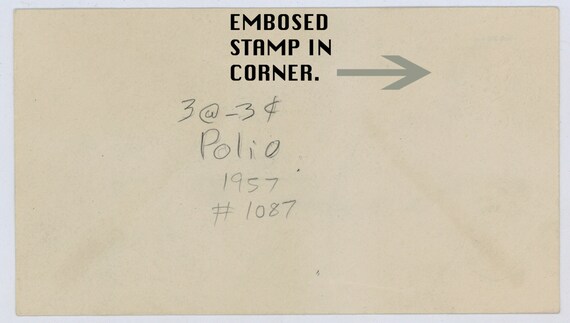 EMBOSED
STAMP IN
CORNER.
3@-3¢
Polio
1957
#1087